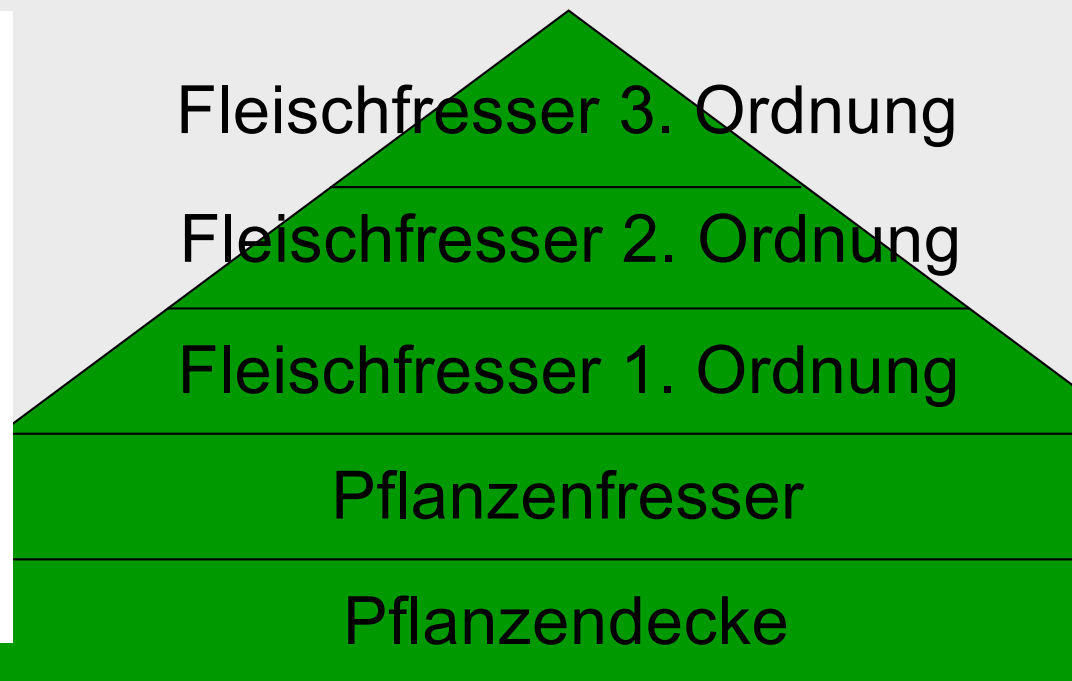 Fleischfresser 3. Ordnung
Fleischfresser 2. Ordnung
Fleischfresser 1. Ordnung
Pflanzenfresser
Pflanzendecke